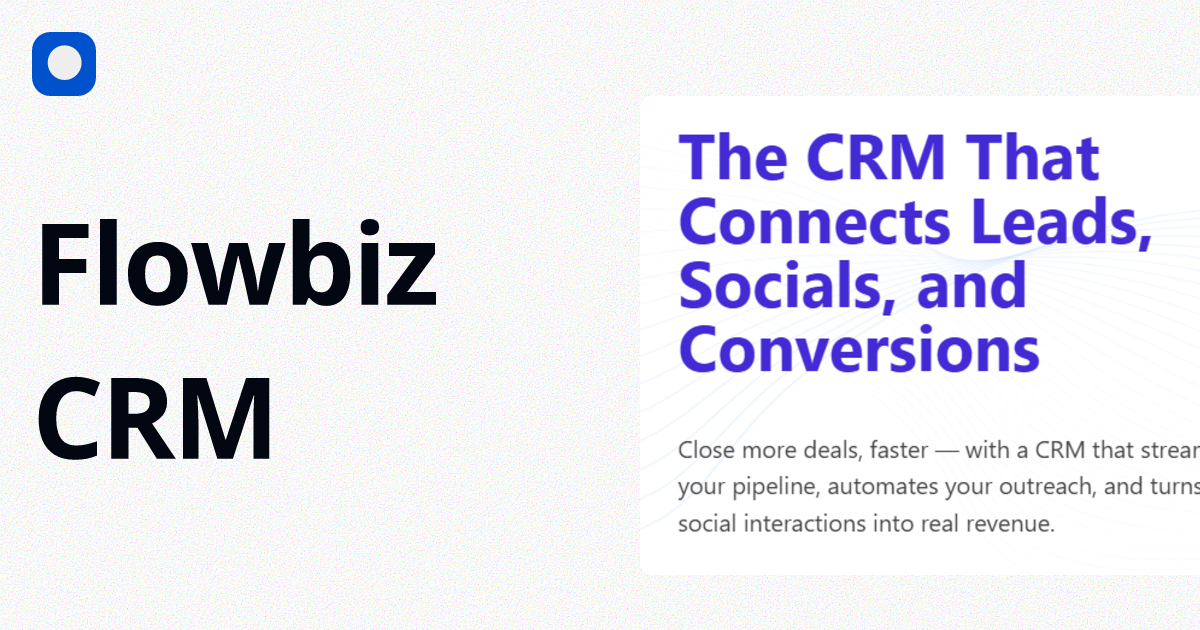 Flowbiz
CRM
The CRM That
Connects Leads,
Socials, and
Conversions
Close more deals, faster — with a CRM that
your pipeline, automates your outreach, and turns
social interactions into real revenue.